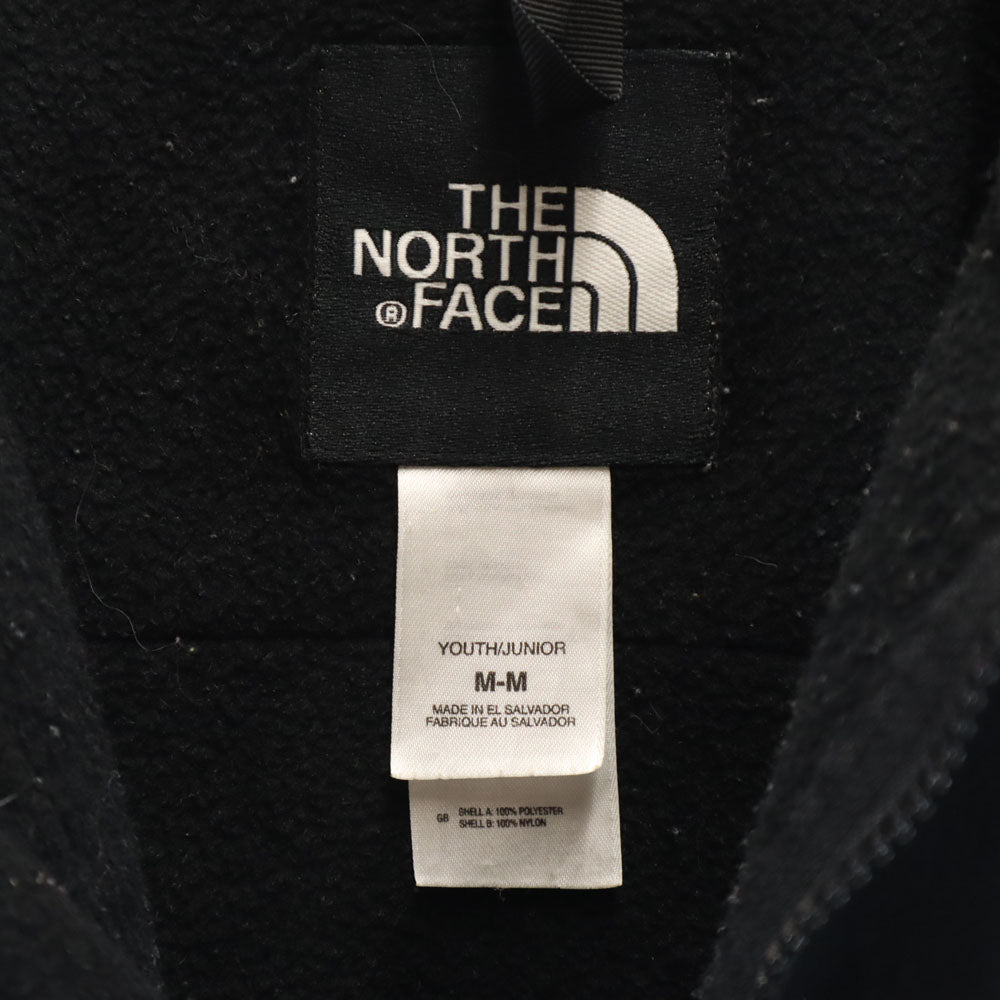 THE
NORTH
®FACE
YOUTH/JUNIOR
M-M
MADE IN EL SALVADOR
FABRIQUE AU SALVADOR
GB SHELL A: 100% POLYESTER
SHELL B: 100% NYLON